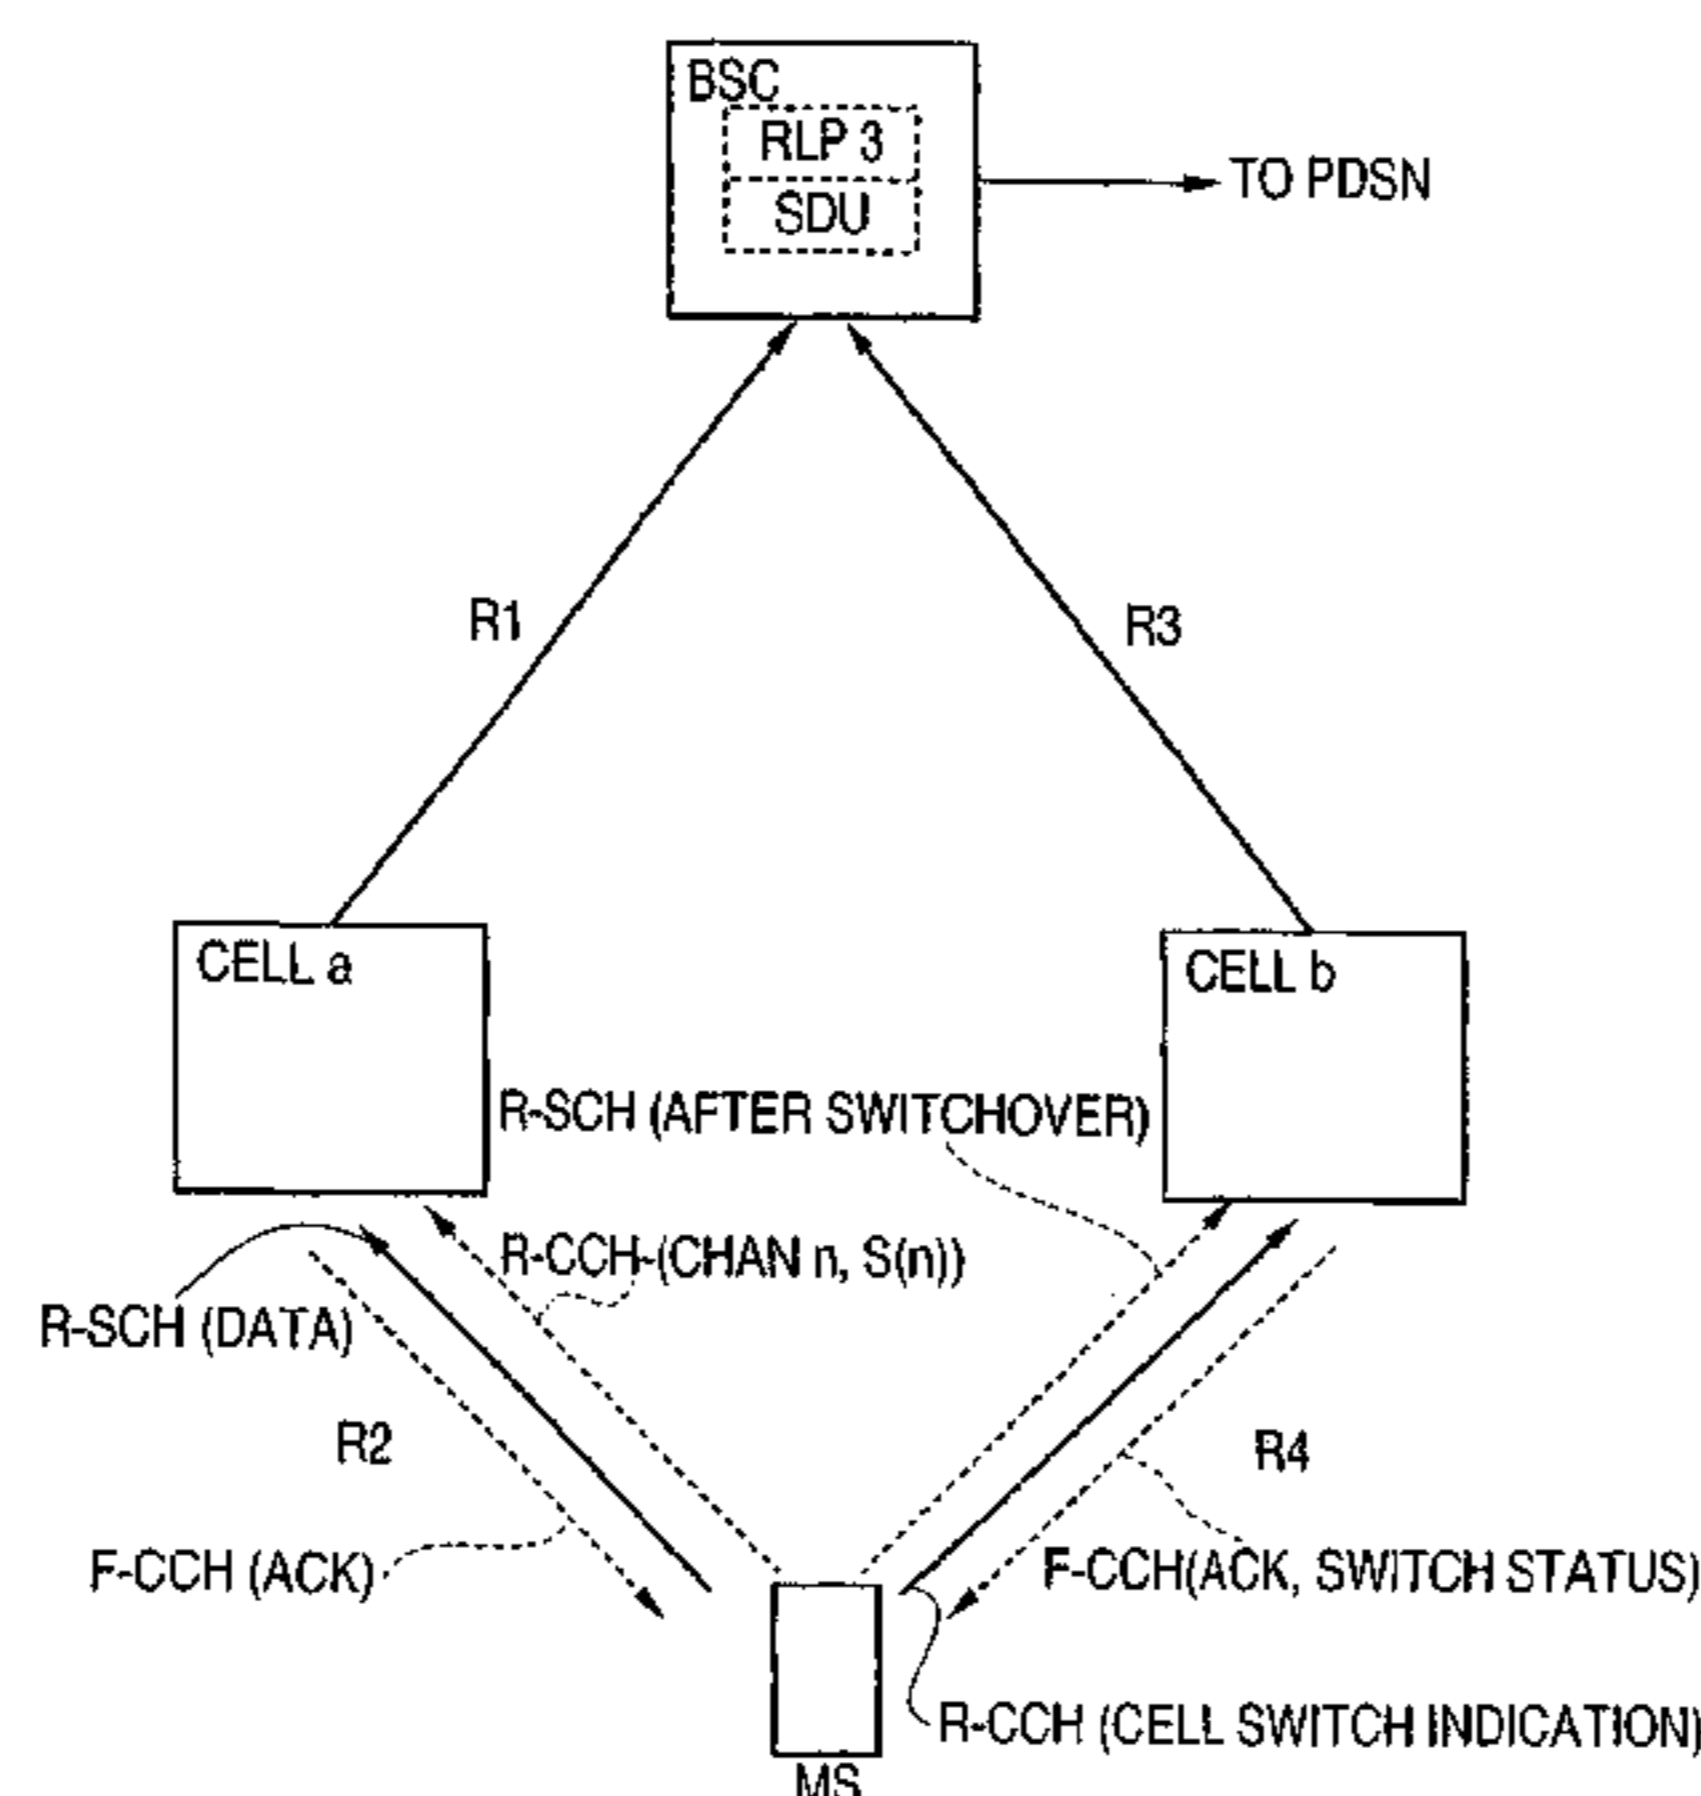 BSC
RLP 3
SDU
TO PDSN
R1
R3
CELL a
CELL b
R-SCH (AFTER SWITCHOVER)
R-CCH-(CHAN n, S(n))
R-SCH (DATA)
R2
R4
F-CCH (ACK)
F-CCH(ACK, SWITCH STATUS)
R-CCH (CELL SWITCH INDICATION)
MS